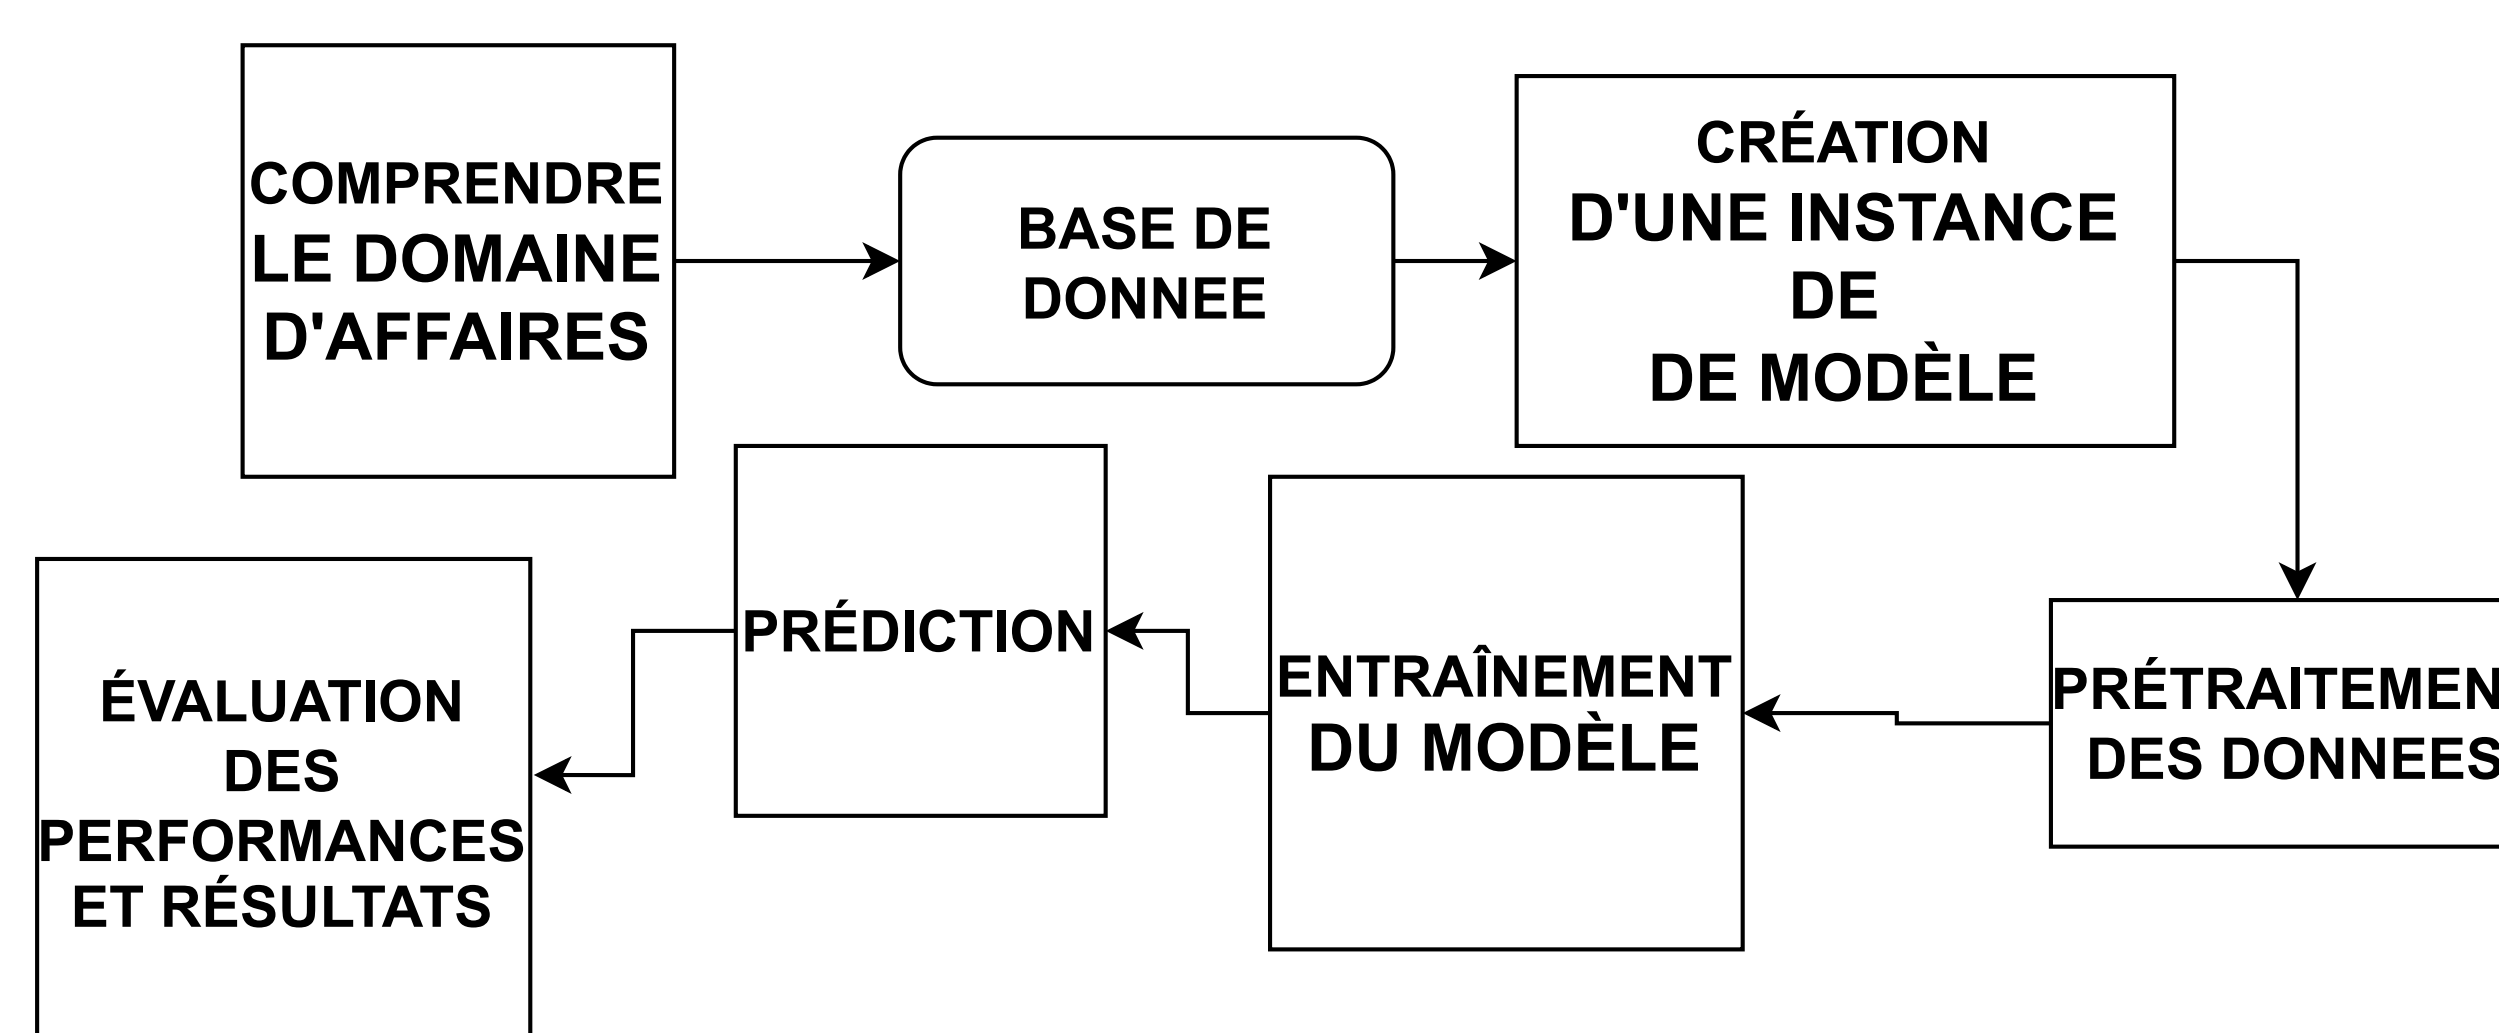 COMPRENDRE
LE DOMAINE
D'AFFAIRES
BASE DE
DONNEE
CRÉATION
D'UNE INSTANCE
DE
DE MODÈLE
PRÉTRAITEMEN
DES DONNEES
ENTRAÎNEMENT
DU MODÈLE
PRÉDICTION
ÉVALUATION
DES
PERFORMANCES
ET RÉSULTATS